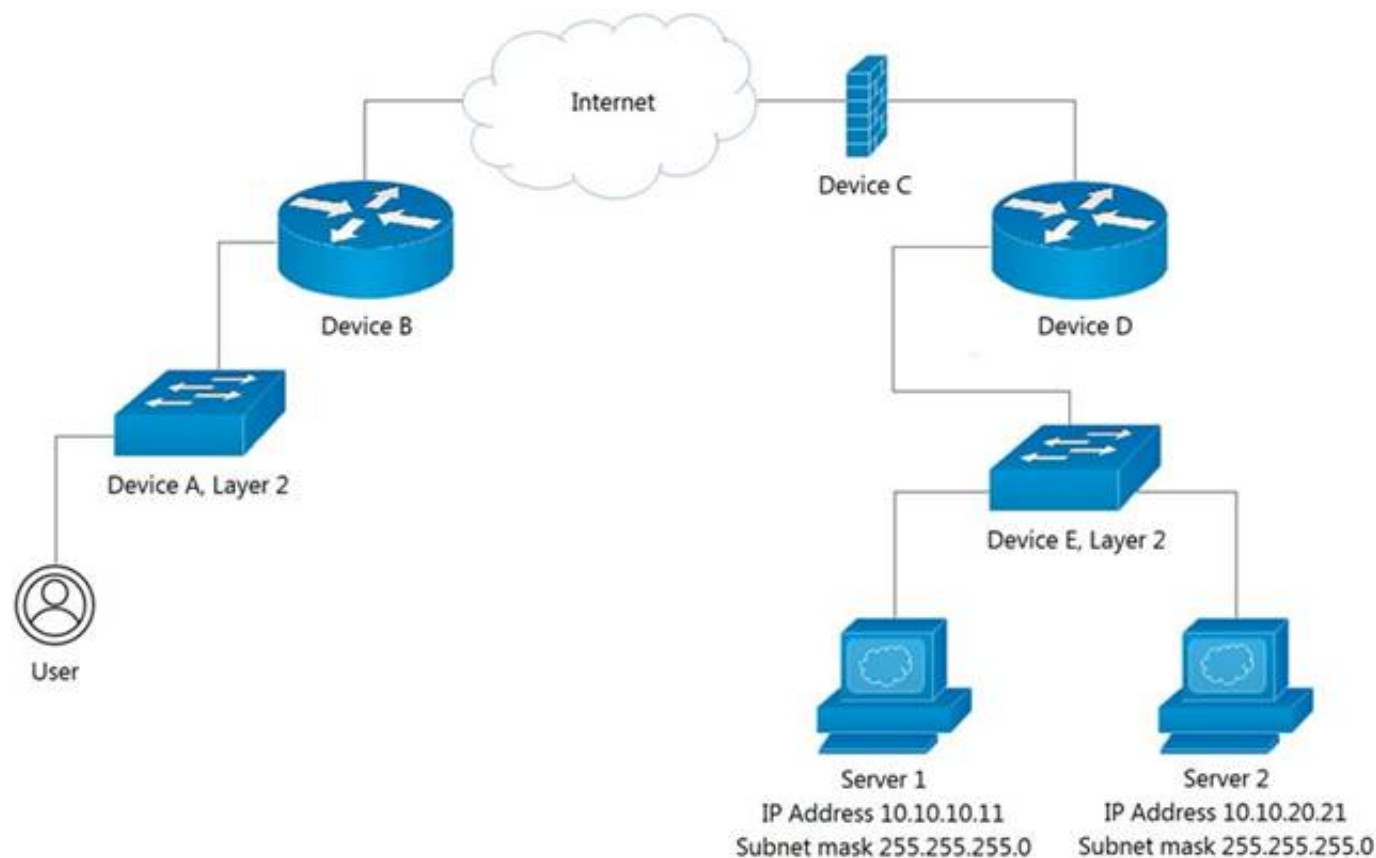 Internet
Device C
Device B
Device D
Device A, Layer 2
Device E, Layer 2
User
Server 1
IP Address 10.10.10.11
Subnet mask 255.255.255.0
Server 2
IP Address 10.10.20.21
Subnet mask 255.255.255.0